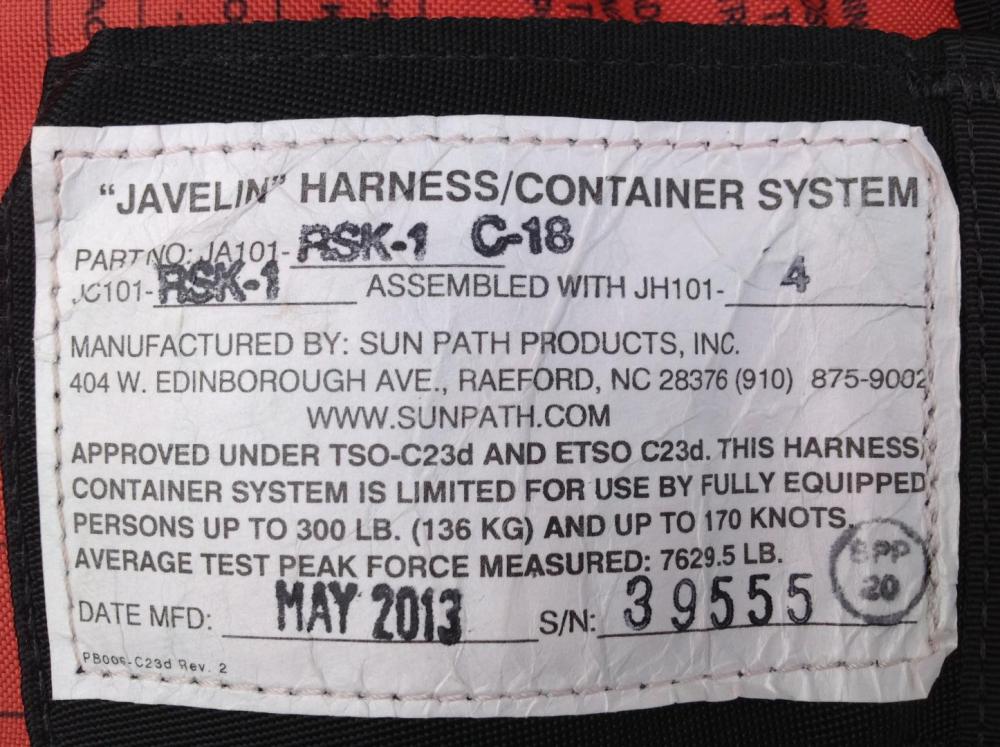 “JAVELIN” HARNESS/CONTAINER SYSTEM
PART NO: JA101- RSK-1 C-18
JC101- RSK-1 ASSEMBLED WITH JH101- 4
MANUFACTURED BY: SUN PATH PRODUCTS, INC.
404 W. EDINBOROUGH AVE., RAEFORD, NC 28376 (910) 875-9002
WWW.SUNPATH.COM
APPROVED UNDER TSO-C23d AND ETSO C23d. THIS HARNESS/
CONTAINER SYSTEM IS LIMITED FOR USE BY FULLY EQUIPPED
PERSONS UP TO 300 LB. (136 KG) AND UP TO 170 KNOTS.
AVERAGE TEST PEAK FORCE MEASURED: 7629.5 LB.
SPP
20
DATE MFD: MAY 2013 S/N: 39555
PB006-C23d Rev. 2